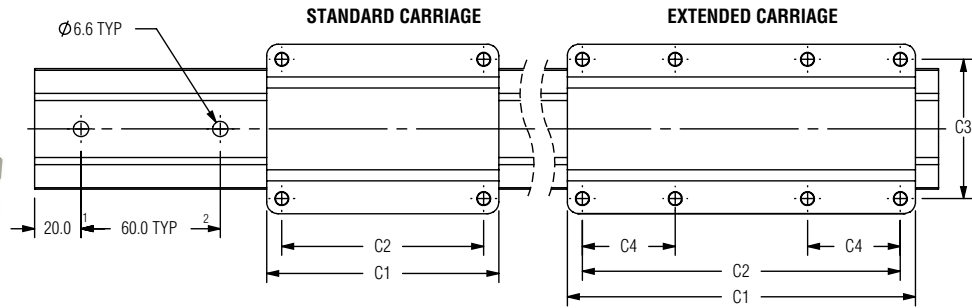 STANDARD CARRIAGE
EXTENDED CARRIAGE
Ø6.6 TYP
C3
20.0 1
60.0 TYP 2
C2
C1
C4
C4
C2
C1